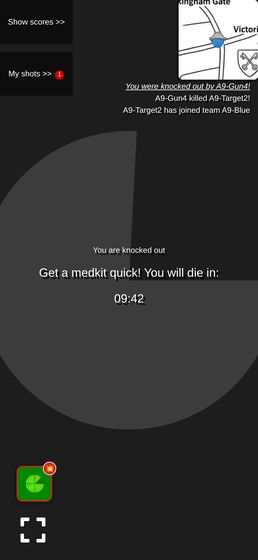 Show scores >>
kingham Gate
Victori
My shots >> 1
You were knocked out by A9-Gun4!
A9-Gun4 killed A9-Target2!
A9-Target2 has joined team A9-Blue
You are knocked out
Get a medkit quick! You will die in:
09:42